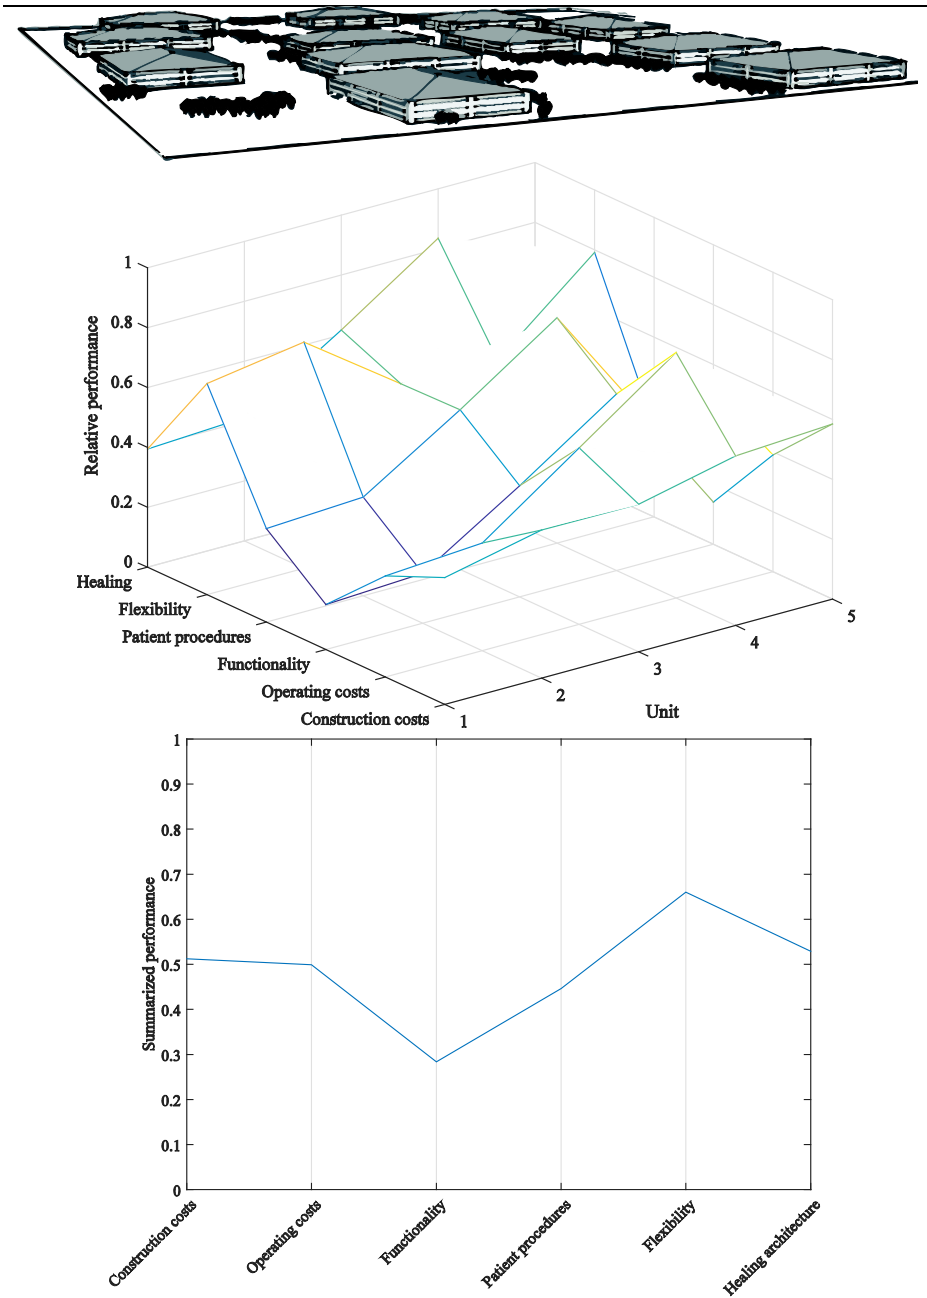 1
0.8
0.6
0.4
0.2
0
Relative performance
Healing
Flexibility
Patient procedures
Functionality
Operating costs
Construction costs
1
2
3
4
5
Unit
1
0.9
0.8
0.7
0.6
0.5
0.4
0.3
0.2
0.1
0
Summarized performance
Construction costs
Operating costs
Functionality
Patient procedures
Flexibility
Healing architecture